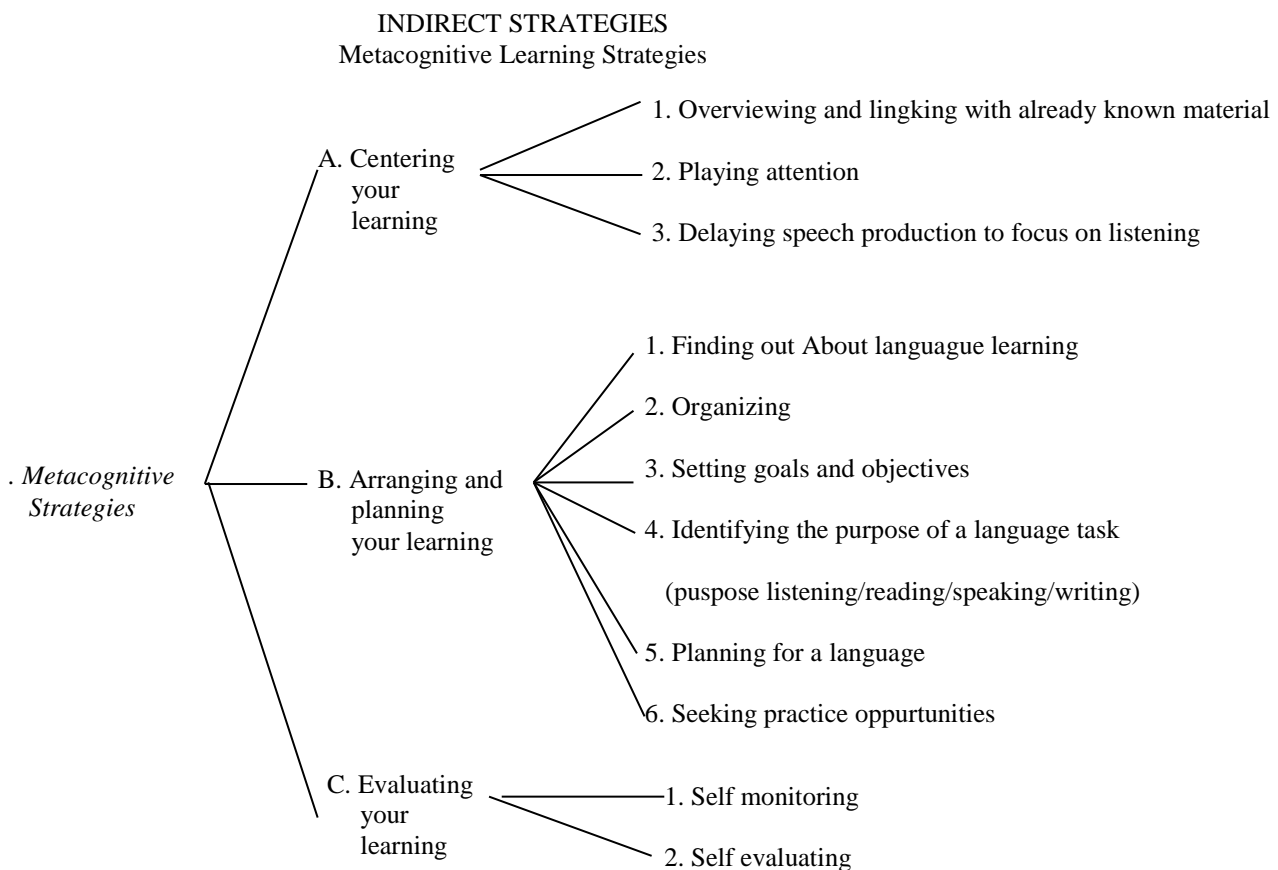 INDIRECT STRATEGIES
Metacognitive Learning Strategies
1. Overviewing and lingking with already known material
A. Centering
your
learning
2. Playing attention
3. Delaying speech production to focus on listening
1. Finding out About languague learning
2. Organizing
. Metacognitive
Strategies
B. Arranging and
planning
your learning
3. Setting goals and objectives
4. Identifying the purpose of a language task
(puspose listening/reading/speaking/writing)
5. Planning for a language
6. Seeking practice oppurtunities
C. Evaluating
your
learning
1. Self monitoring
2. Self evaluating